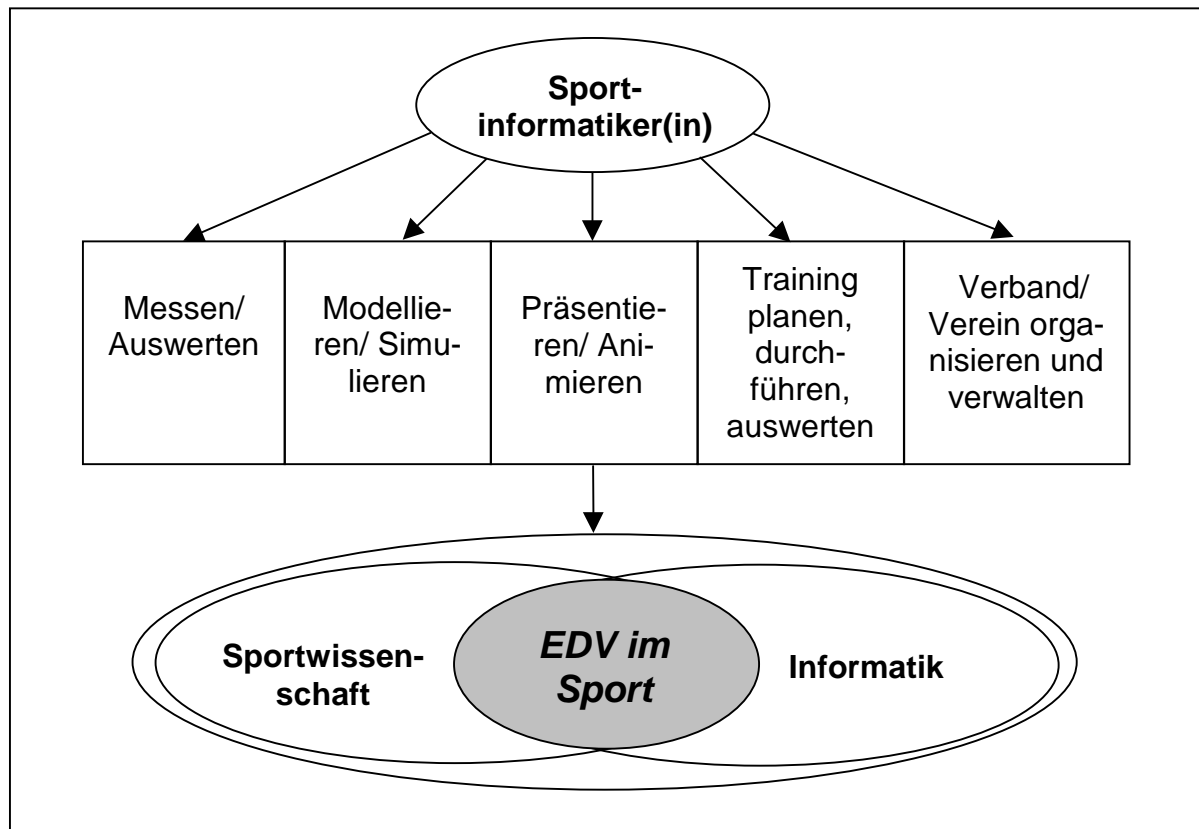 Sport-
informatiker(in)
Messen/
Auswerten
Modellie-
ren/ Simu-
lieren
Präsentie-
ren/ Ani-
mieren
Training
planen,
durch-
führen,
auswerten
Verband/
Verein orga-
nisieren und
verwalten
Sportwissen-
schaft
EDV im
Sport
Informatik